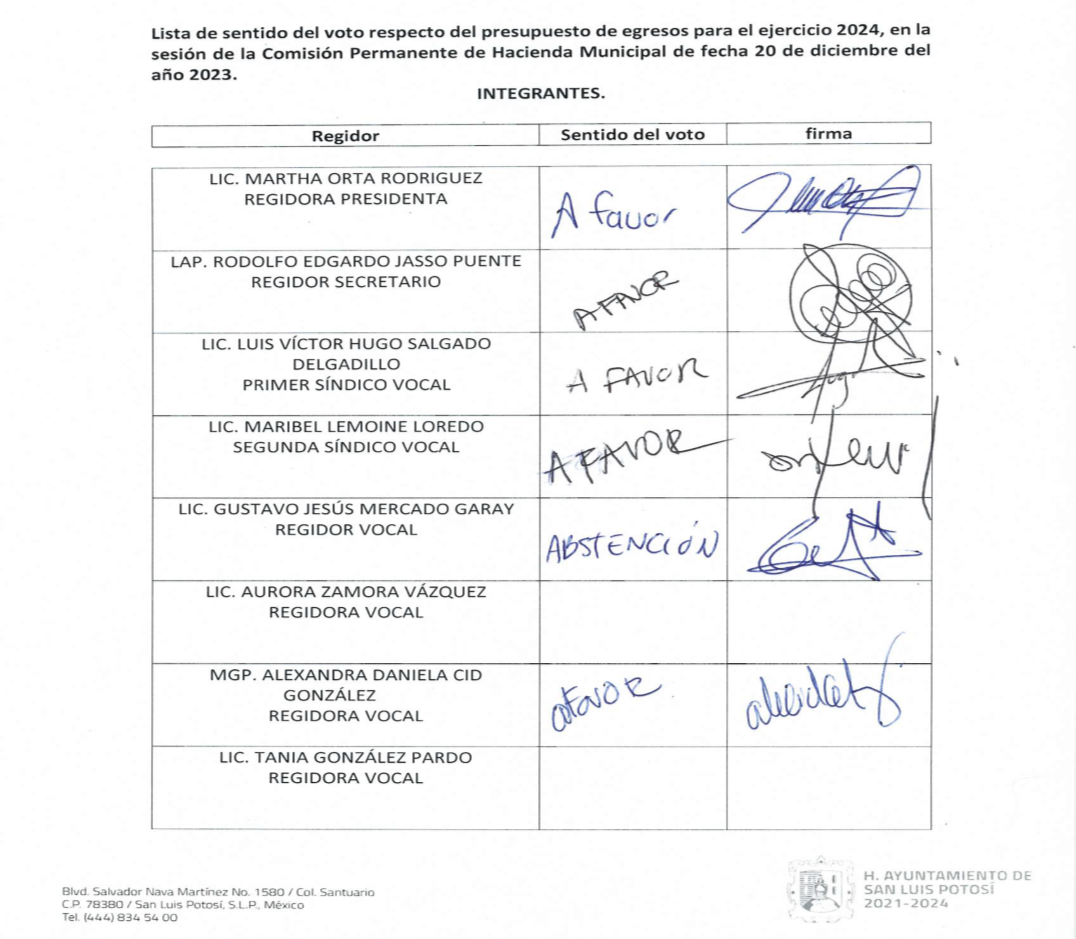 Lista de sentido del voto respecto del presupuesto de egresos para el ejercicio 2024, en la
sesión de la Comisión Permanente de Hacienda Municipal de fecha 20 de diciembre del
año 2023.
INTEGRANTES.
Regidor Sentido del voto firma
LIC. MARTHA ORTA RODRIGUEZ
REGIDORA PRESIDENTA
A favor
LAP. RODOLFO EDGARDO JASSO PUENTE
REGIDOR SECRETARIO
A FAVOR
LIC. LUIS VÍCTOR HUGO SALGADO
DELGADILLO
PRIMER SÍNDICO VOCAL
A FAVOR
LIC. MARIBEL LEMOINE LOREDO
SEGUNDA SÍNDICO VOCAL
A FAVOR
LIC. GUSTAVO JESÚS MERCADO GARAY
REGIDOR VOCAL
ABSTENCIÓN
LIC. AURORA ZAMORA VÁZQUEZ
REGIDORA VOCAL
MGP. ALEXANDRA DANIELA CID
GONZÁLEZ
REGIDORA VOCAL
a FAVOR
LIC. TANIA GONZÁLEZ PARDO
REGIDORA VOCAL
Blvd. Salvador Nava Martínez No. 1580 / Col. Santuario
C.P. 78380 / San Luis Potosí, S.L.P., México
Tel. (444) 834 54 00
H. AYUNTAMIENTO DE
SAN LUIS POTOSÍ
2021-2024